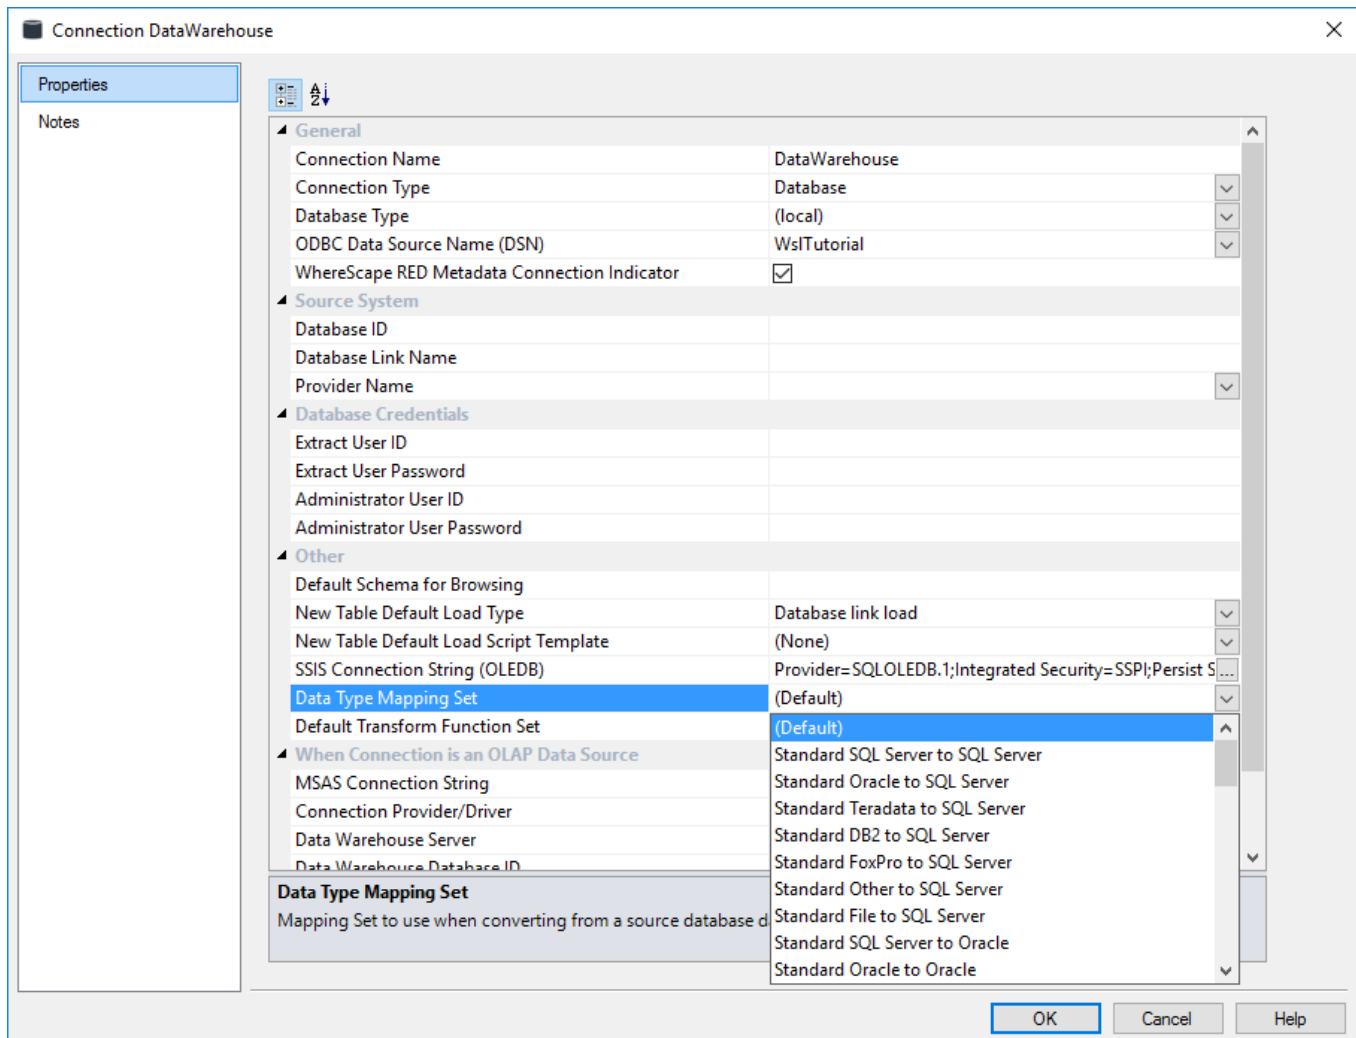 Connection DataWarehouse
Properties
Notes
General
Connection Name DataWarehouse
Connection Type Database
Database Type (local)
ODBC Data Source Name (DSN) WslTutorial
WhereScape RED Metadata Connection Indicator
Source System
Database ID
Database Link Name
Provider Name
Database Credentials
Extract User ID
Extract User Password
Administrator User ID
Administrator User Password
Other
Default Schema for Browsing
New Table Default Load Type Database link load
New Table Default Load Script Template (None)
SSIS Connection String (OLEDB) Provider=SQLOLEDB.1;Integrated Security=SSPI;Persist S...
Data Type Mapping Set (Default)
Default Transform Function Set (Default)
When Connection is an OLAP Data Source Standard SQL Server to SQL Server
MSAS Connection String Standard Oracle to SQL Server
Connection Provider/Driver Standard Teradata to SQL Server
Data Warehouse Server Standard DB2 to SQL Server
Data Warehouse Database ID Standard FoxPro to SQL Server
Data Type Mapping Set Standard Other to SQL Server
Mapping Set to use when converting from a source database d Standard File to SQL Server
Standard SQL Server to Oracle
Standard Oracle to Oracle
OK Cancel Help